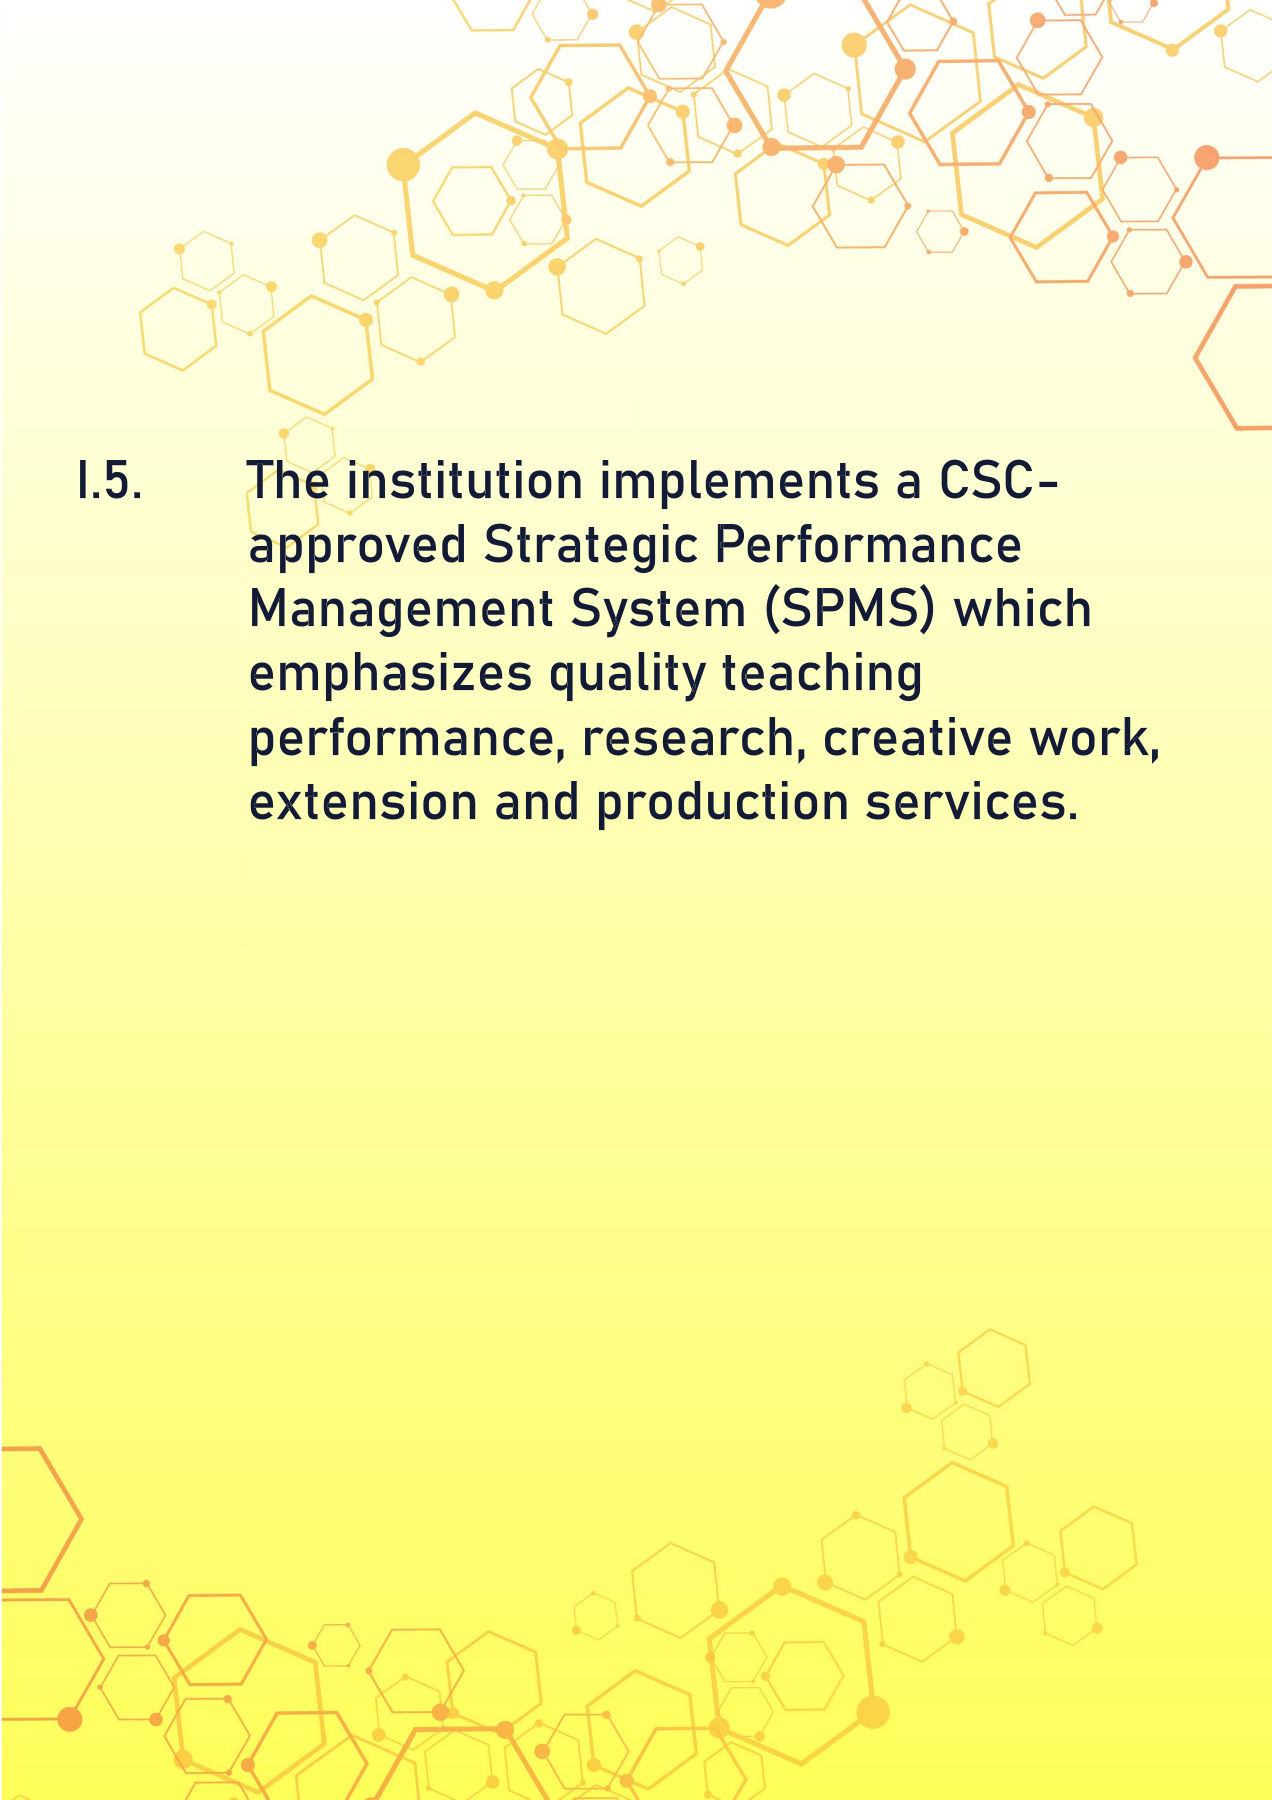 I.5. The institution implements a CSC-
approved Strategic Performance
Management System (SPMS) which
emphasizes quality teaching
performance, research, creative work,
extension and production services.